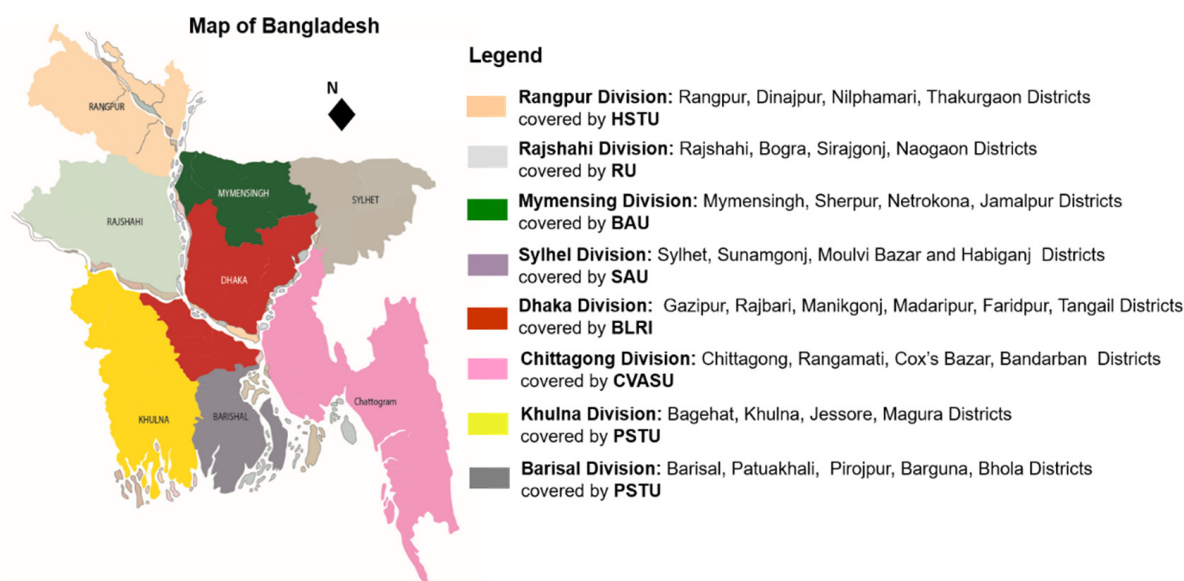 Map of Bangladesh
N
RANGPUR
RAJSHAHI
MYMENSINGH
SYLHET
DHAKA
KHULNA
BARISHAL
Chattogram
Legend
Rangpur Division: Rangpur, Dinajpur, Nilphamari, Thakurgaon Districts
covered by HSTU
Rajshahi Division: Rajshahi, Bogra, Sirajgonj, Naogaon Districts
covered by RU
Mymensing Division: Mymensingh, Sherpur, Netrokona, Jamalpur Districts
covered by BAU
Sylhel Division: Sylhet, Sunamgonj, Moulvi Bazar and Habiganj Districts
covered by SAU
Dhaka Division: Gazipur, Rajbari, Manikgonj, Madaripur, Faridpur, Tangail Districts
covered by BLRI
Chittagong Division: Chittagong, Rangamati, Cox's Bazar, Bandarban Districts
covered by CVASU
Khulna Division: Bagehat, Khulna, Jessore, Magura Districts
covered by PSTU
Barisal Division: Barisal, Patuakhali, Pirojpur, Barguna, Bhola Districts
covered by PSTU